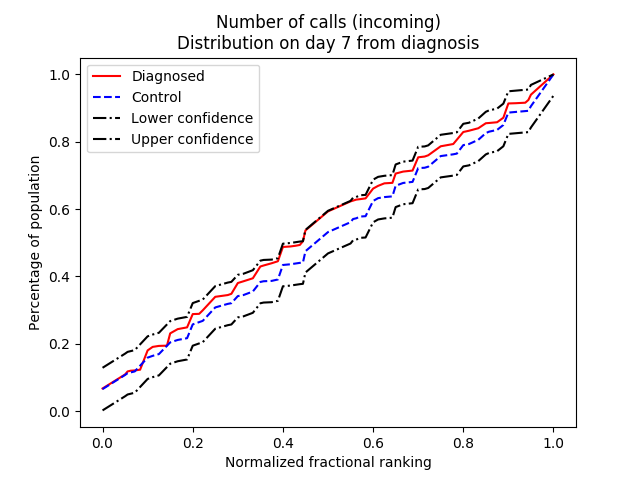 Number of calls (incoming)
Distribution on day 7 from diagnosis
Diagnosed
Control
Lower confidence
Upper confidence
Percentage of population
1.0
0.8
0.6
0.4
0.2
0.0
0.0 0.2 0.4 0.6 0.8 1.0
Normalized fractional ranking